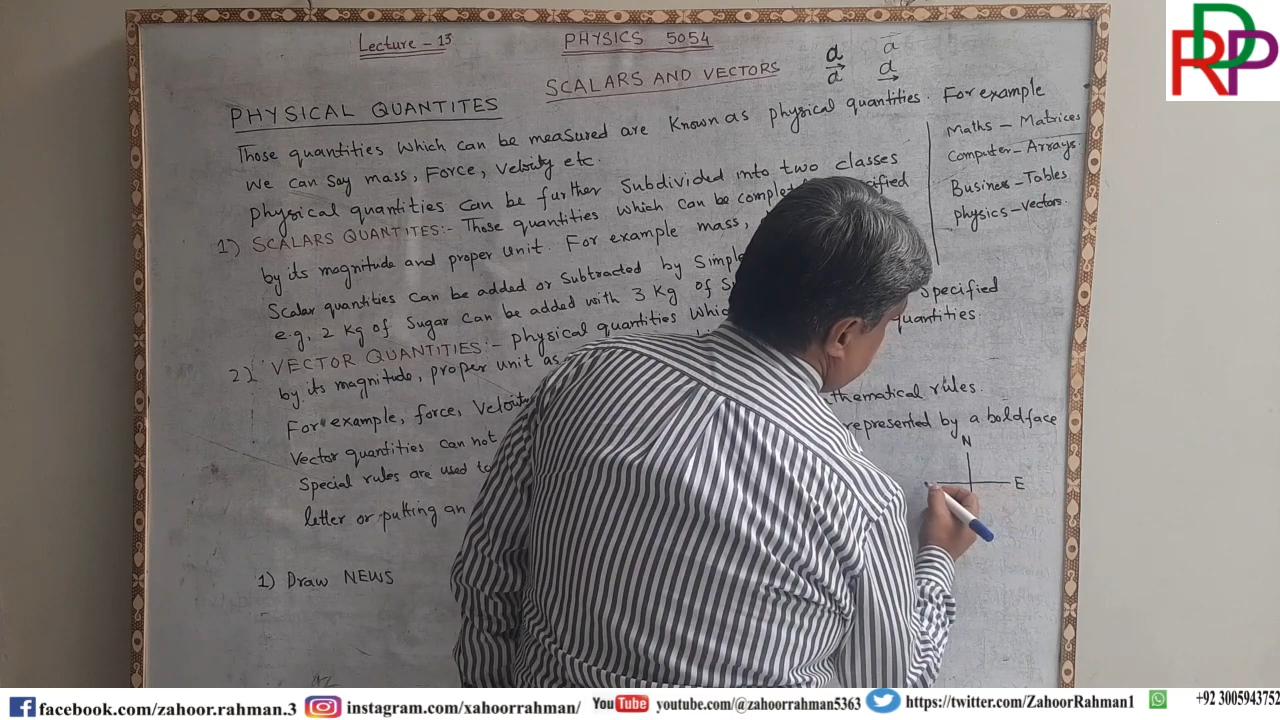 Lecture - 13
PHYSICS 5054
SCALARS AND VECTORS
a a
a a
PHYSICAL QUANTITES
Those quantities which can be measured are known as physical quantities. For example
we can say mass, Force, Velosity etc.
physical quantities can be further subdivided into two classes
1) SCALARS QUANTITES:- Those quantities which can be
by its magnitude and proper unit. For example mass,
Scalar quantities can be added or Subtracted by Simple
e.g, 2 Kg of Sugar can be added with 3 Kg of
2) VECTOR QUANTITIES:- physical quantities specified
by its magnitude, proper unit as quantities.
For example, force, Velosity
Vector quantities can not mathematical rules.
Special rules are used to represented by a boldface
letter or putting an
Maths - Matrices
Computer - Arrays.
Business - Tables
physics - Vectors.
N
E
1) Draw NEWS
RDP
facebook.com/zahoor.rahman.3
instagram.com/xahoorrahman/
YouTube youtube.com/@zahoorrahman5363
https://twitter.com/ZahoorRahman1
+92 3005943752